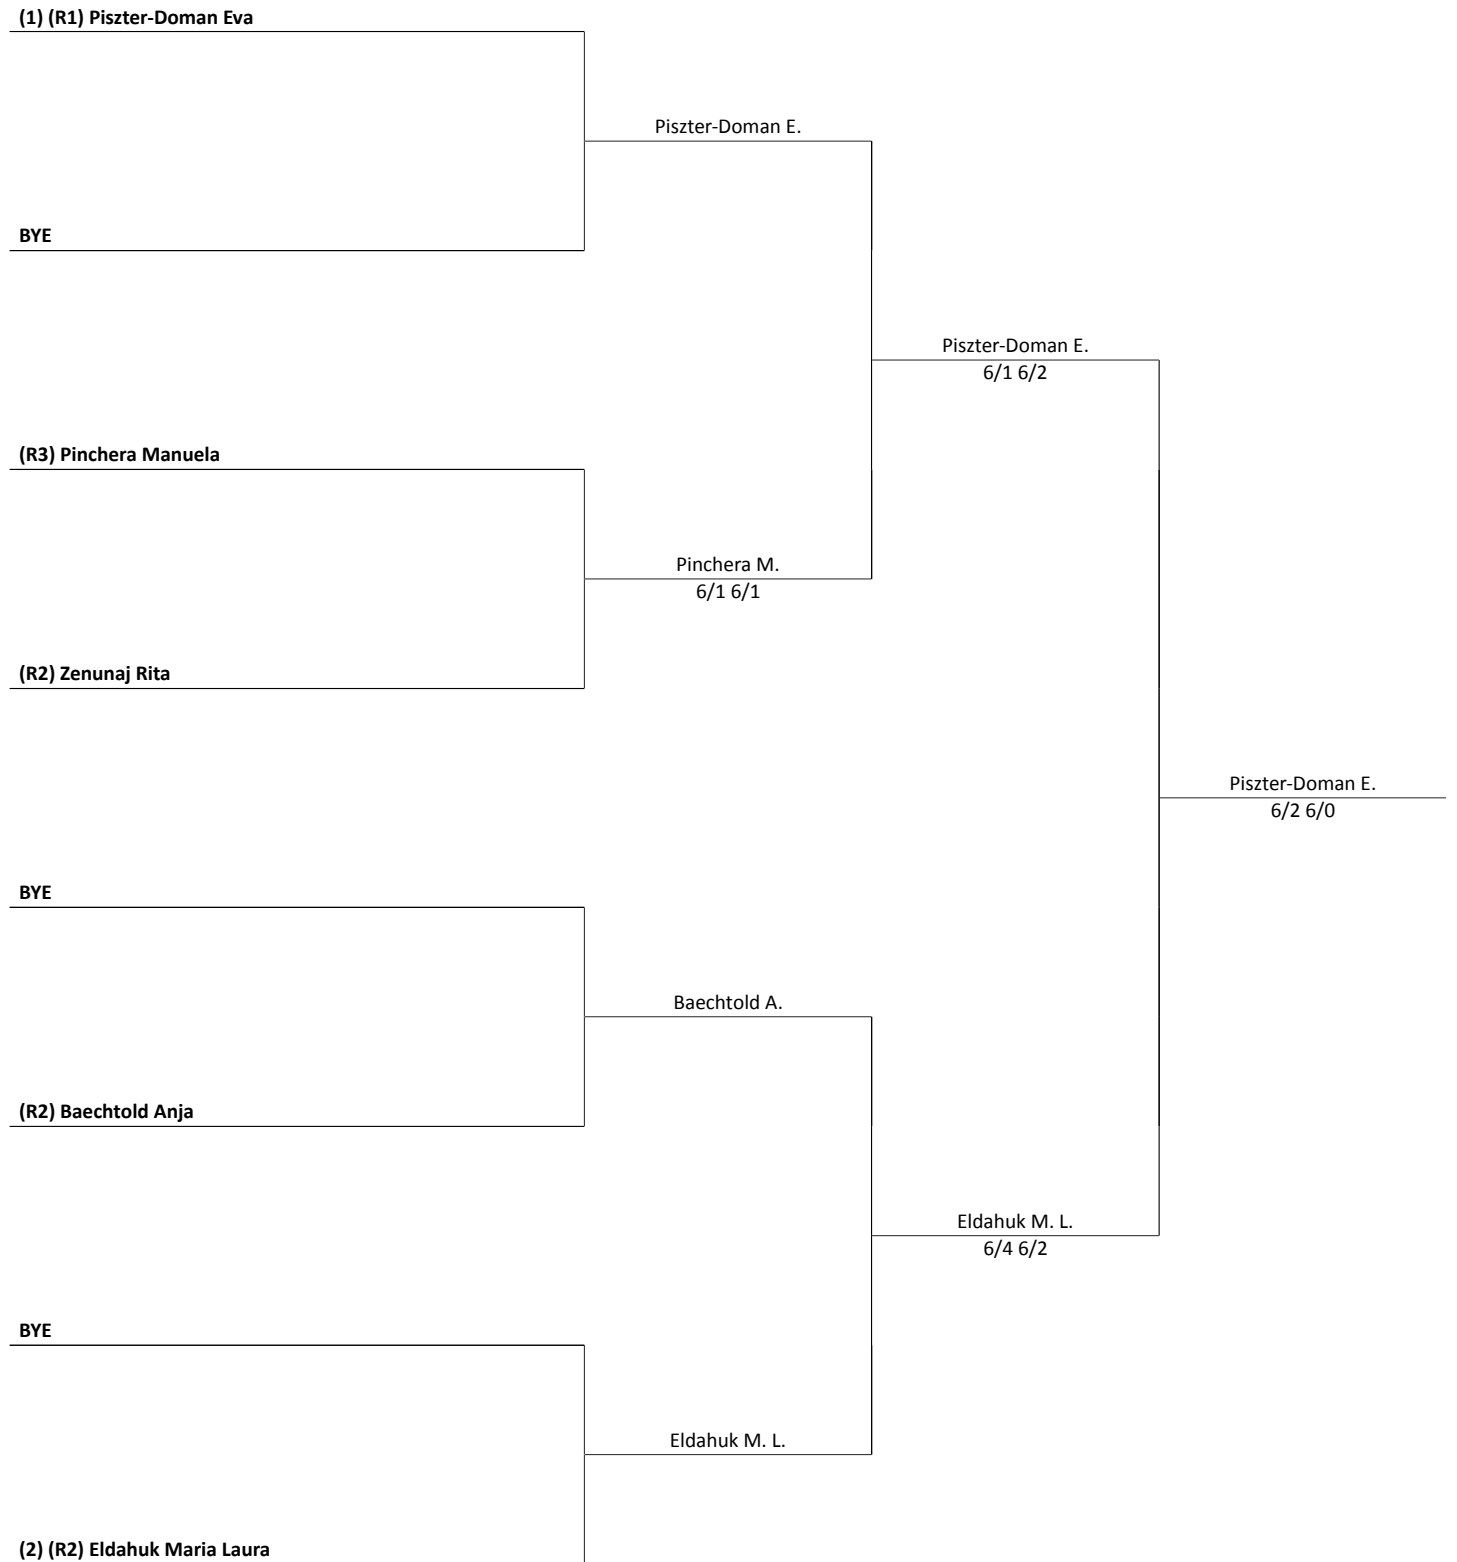 (1) (R1) Piszter-Doman Eva
Piszter-Doman E.
BYE
Piszter-Doman E.
6/1 6/2
(R3) Pinchera Manuela
Pinchera M.
6/1 6/1
(R2) Zenunaj Rita
Piszter-Doman E.
6/2 6/0
BYE
Baechtold A.
(R2) Baechtold Anja
Eldahuk M. L.
6/4 6/2
BYE
Eldahuk M. L.
(2) (R2) Eldahuk Maria Laura